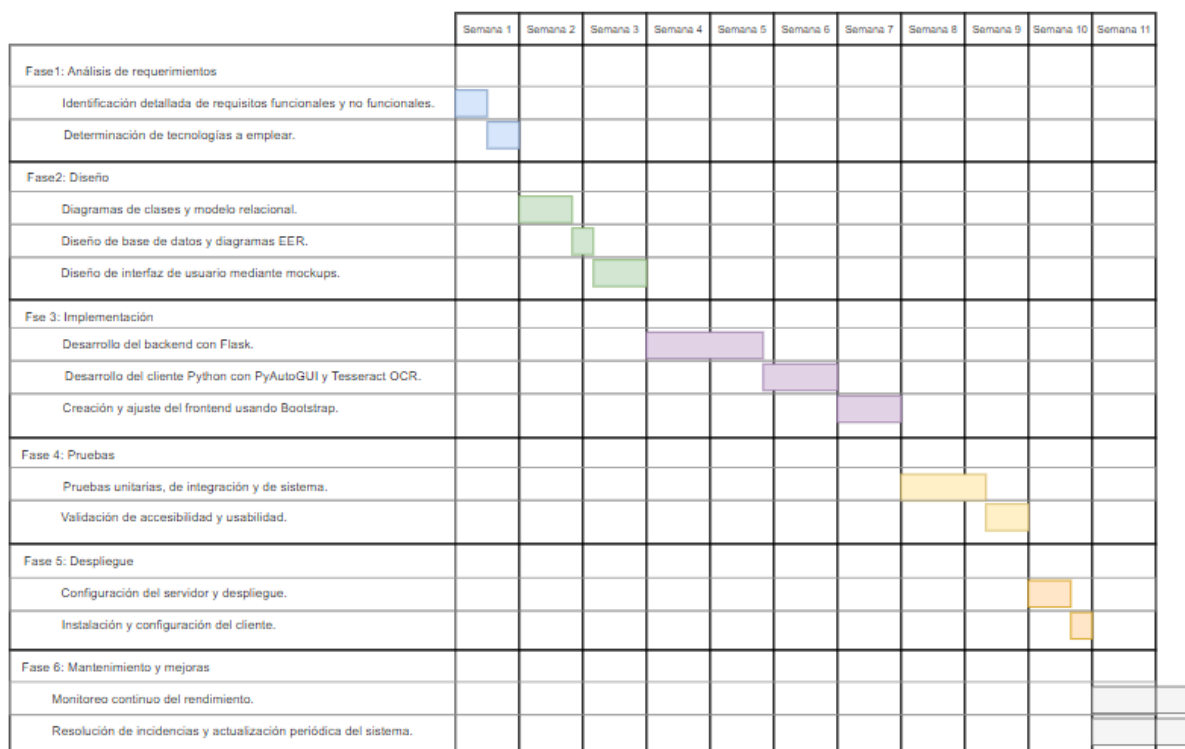 Semana 1 Semana 2 Semana 3 Semana 4 Semana 5 Semana 6 Semana 7 Semana 8 Semana 9 Semana 10 Semana 11
Fase1: Análisis de requerimientos
Identificación detallada de requisitos funcionales y no funcionales.
Determinación de tecnologías a emplear.
Fase2: Diseño
Diagramas de clases y modelo relacional.
Diseño de base de datos y diagramas EER.
Diseño de interfaz de usuario mediante mockups.
Fse 3: Implementación
Desarrollo del backend con Flask.
Desarrollo del cliente Python con PyAutoGUI y Tesseract OCR.
Creación y ajuste del frontend usando Bootstrap.
Fase 4: Pruebas
Pruebas unitarias, de integración y de sistema.
Validación de accesibilidad y usabilidad.
Fase 5: Despliegue
Configuración del servidor y despliegue.
Instalación y configuración del cliente.
Fase 6: Mantenimiento y mejoras
Monitoreo continuo del rendimiento.
Resolución de incidencias y actualización periódica del sistema.